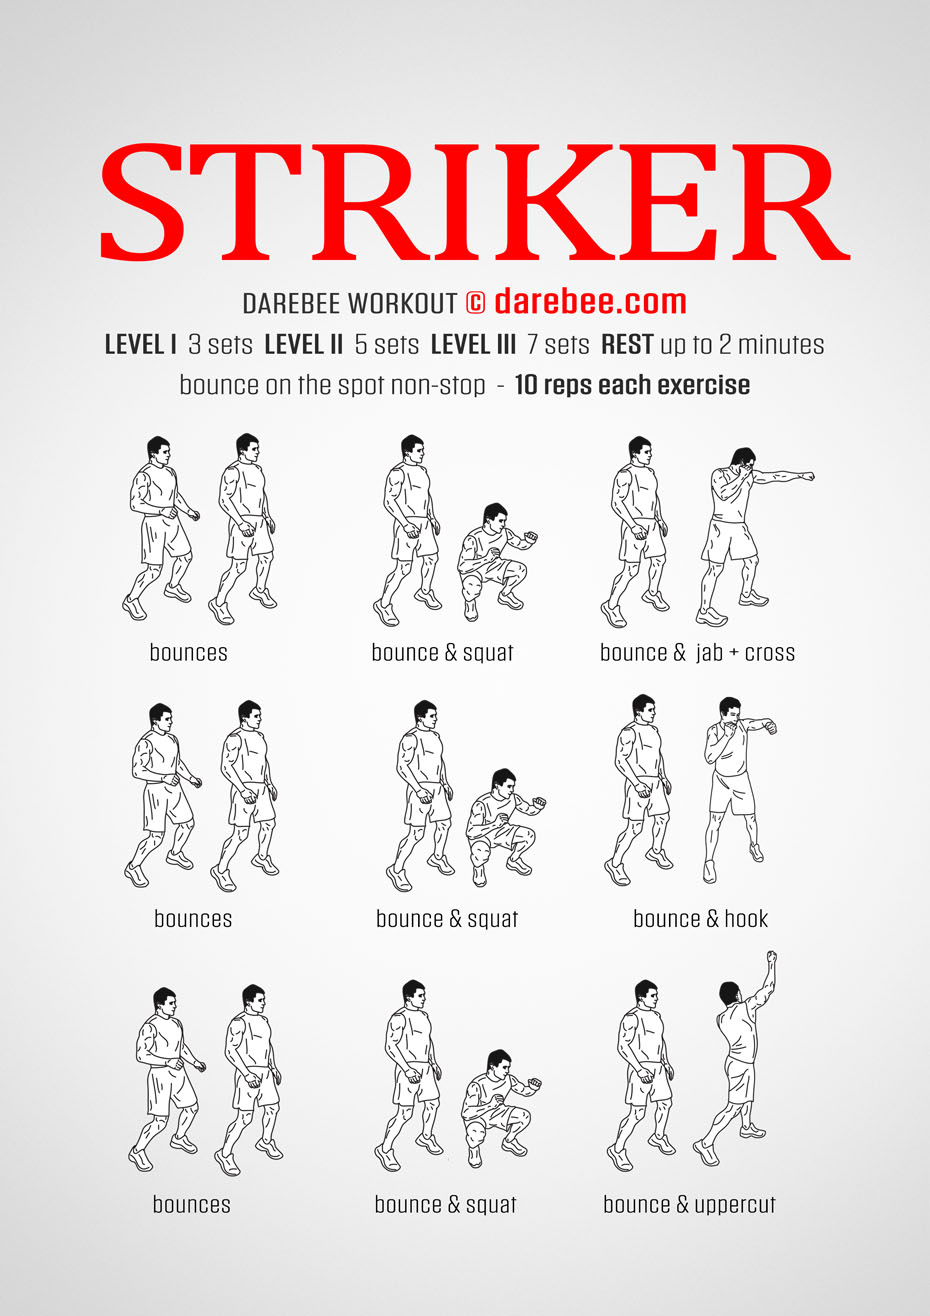 STRIKER
DAREBEE WORKOUT © darebee.com
LEVEL I 3 sets LEVEL II 5 sets LEVEL III 7 sets REST up to 2 minutes
bounce on the spot non-stop - 10 reps each exercise
bounces
bounce & squat
bounce & jab + cross
bounces
bounce & squat
bounce & hook
bounces
bounce & squat
bounce & uppercut